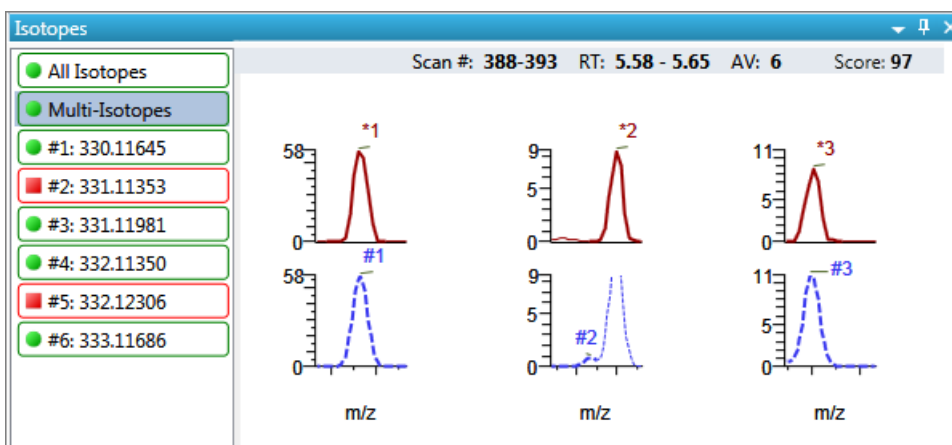 Isotopes
All Isotopes
Multi-Isotopes
#1: 330.11645
#2: 331.11353
#3: 331.11981
#4: 332.11350
#5: 332.12306
#6: 333.11686
Scan #: 388-393 RT: 5.58 - 5.65 AV: 6 Score: 97
*1 *2 *3
58 9 11
5 5
0 0 0
#1 #2 #3
58 9 11
5 5
0 0 0
m/z m/z m/z